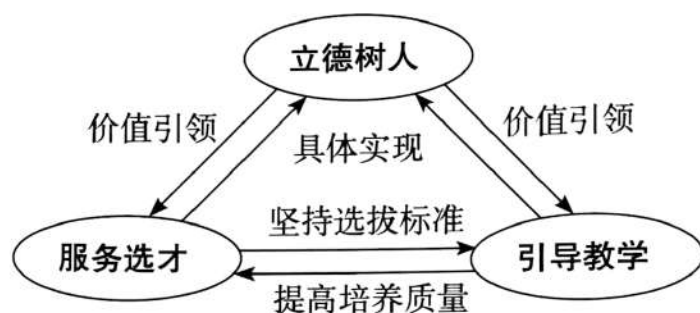 立德树人
价值引领
价值引领
具体实现
坚持选拔标准
服务选才
引导教学
提高培养质量